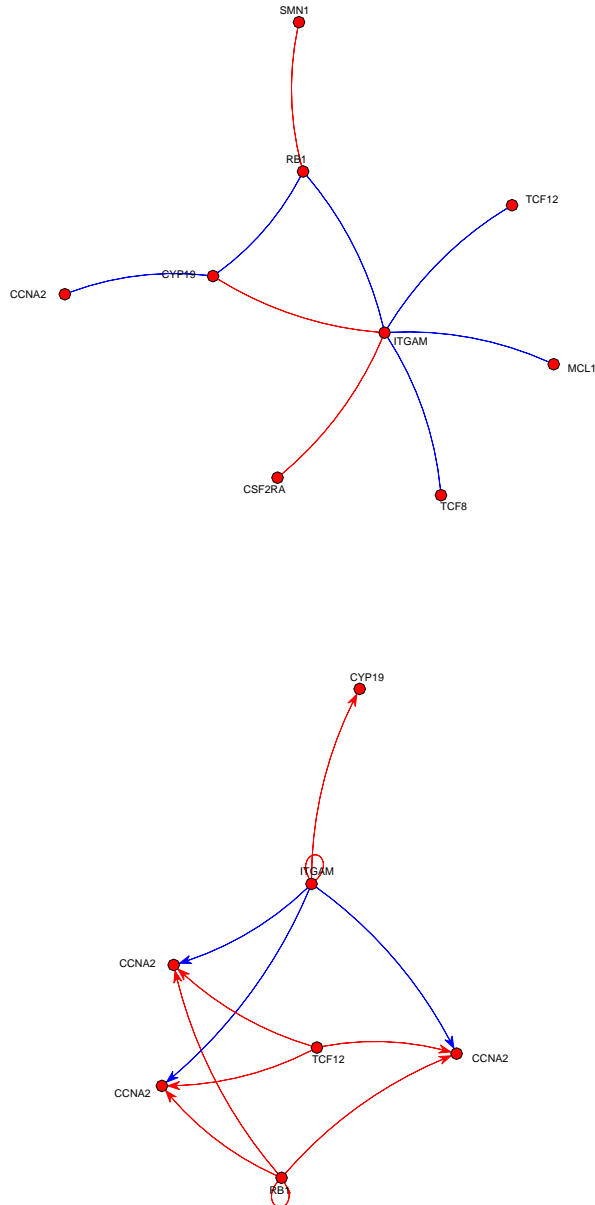 SMN1
RB1
TCF12
CYP19
CCNA2
ITGAM
MCL1
CSF2RA
TCF8
CYP19
ITGAM
CCNA2
TCF12
CCNA2
CCNA2
RB1